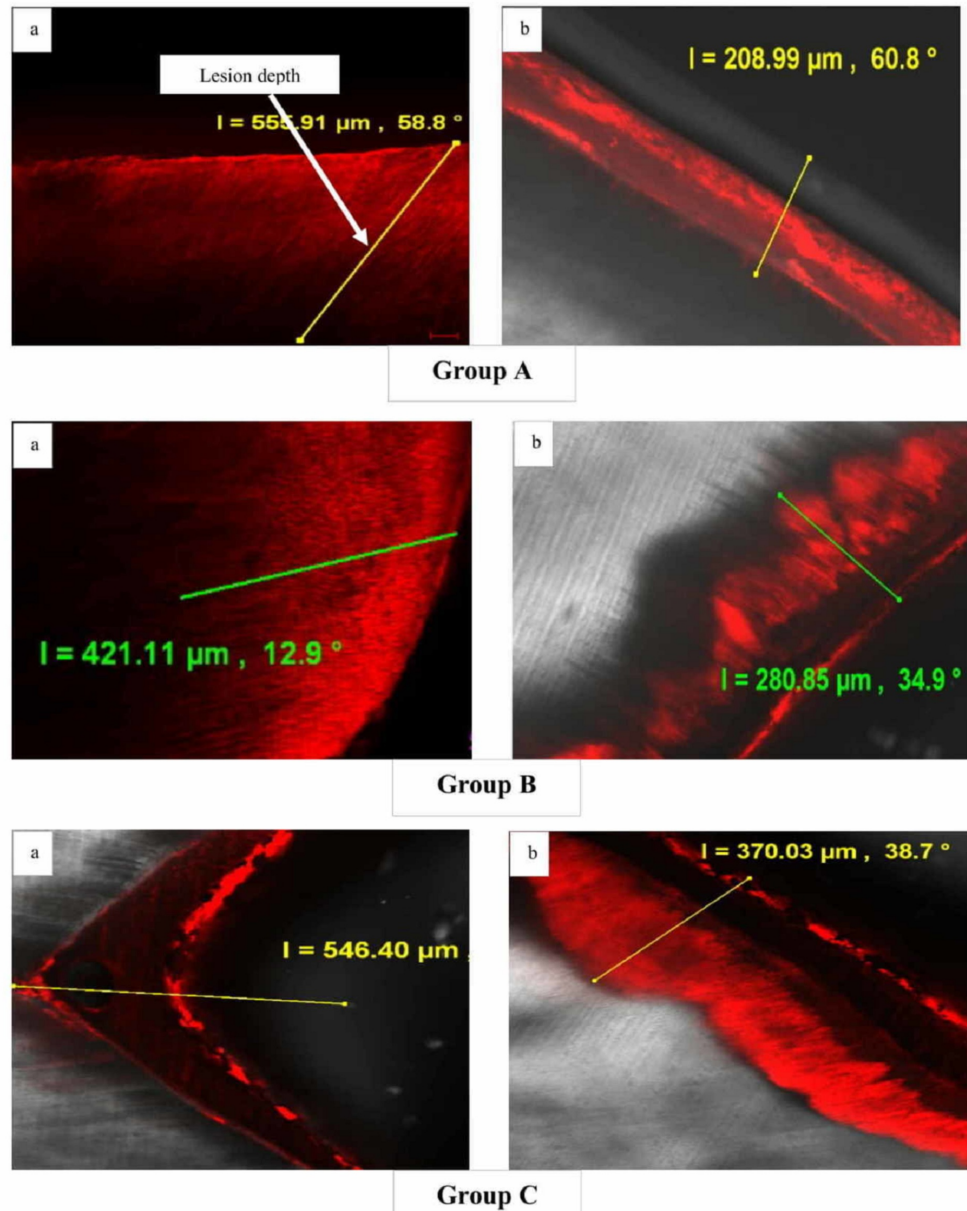 a
Lesion depth
l = 555.91 µm , 58.8 °
b
l = 208.99 µm , 60.8 °
Group A
a
l = 421.11 µm , 12.9 °
b
l = 280.85 µm , 34.9 °
Group B
a
l = 546.40 µm ,
b
l = 370.03 µm , 38.7 °
Group C